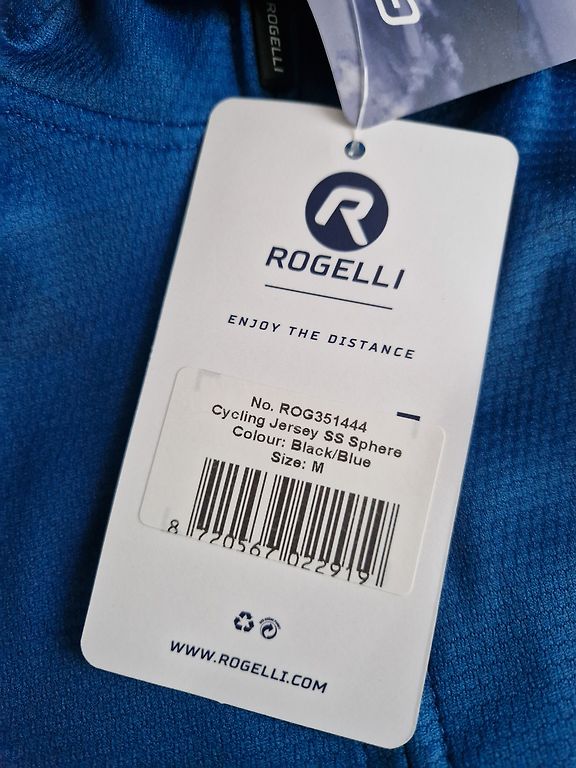 ROGELLI
G
R
ROGELLI
ENJOY THE DISTANCE
No. ROG351444
Cycling Jersey SS Sphere
Colour: Black/Blue
Size: M
8 720567 022919
WWW.ROGELLI.COM